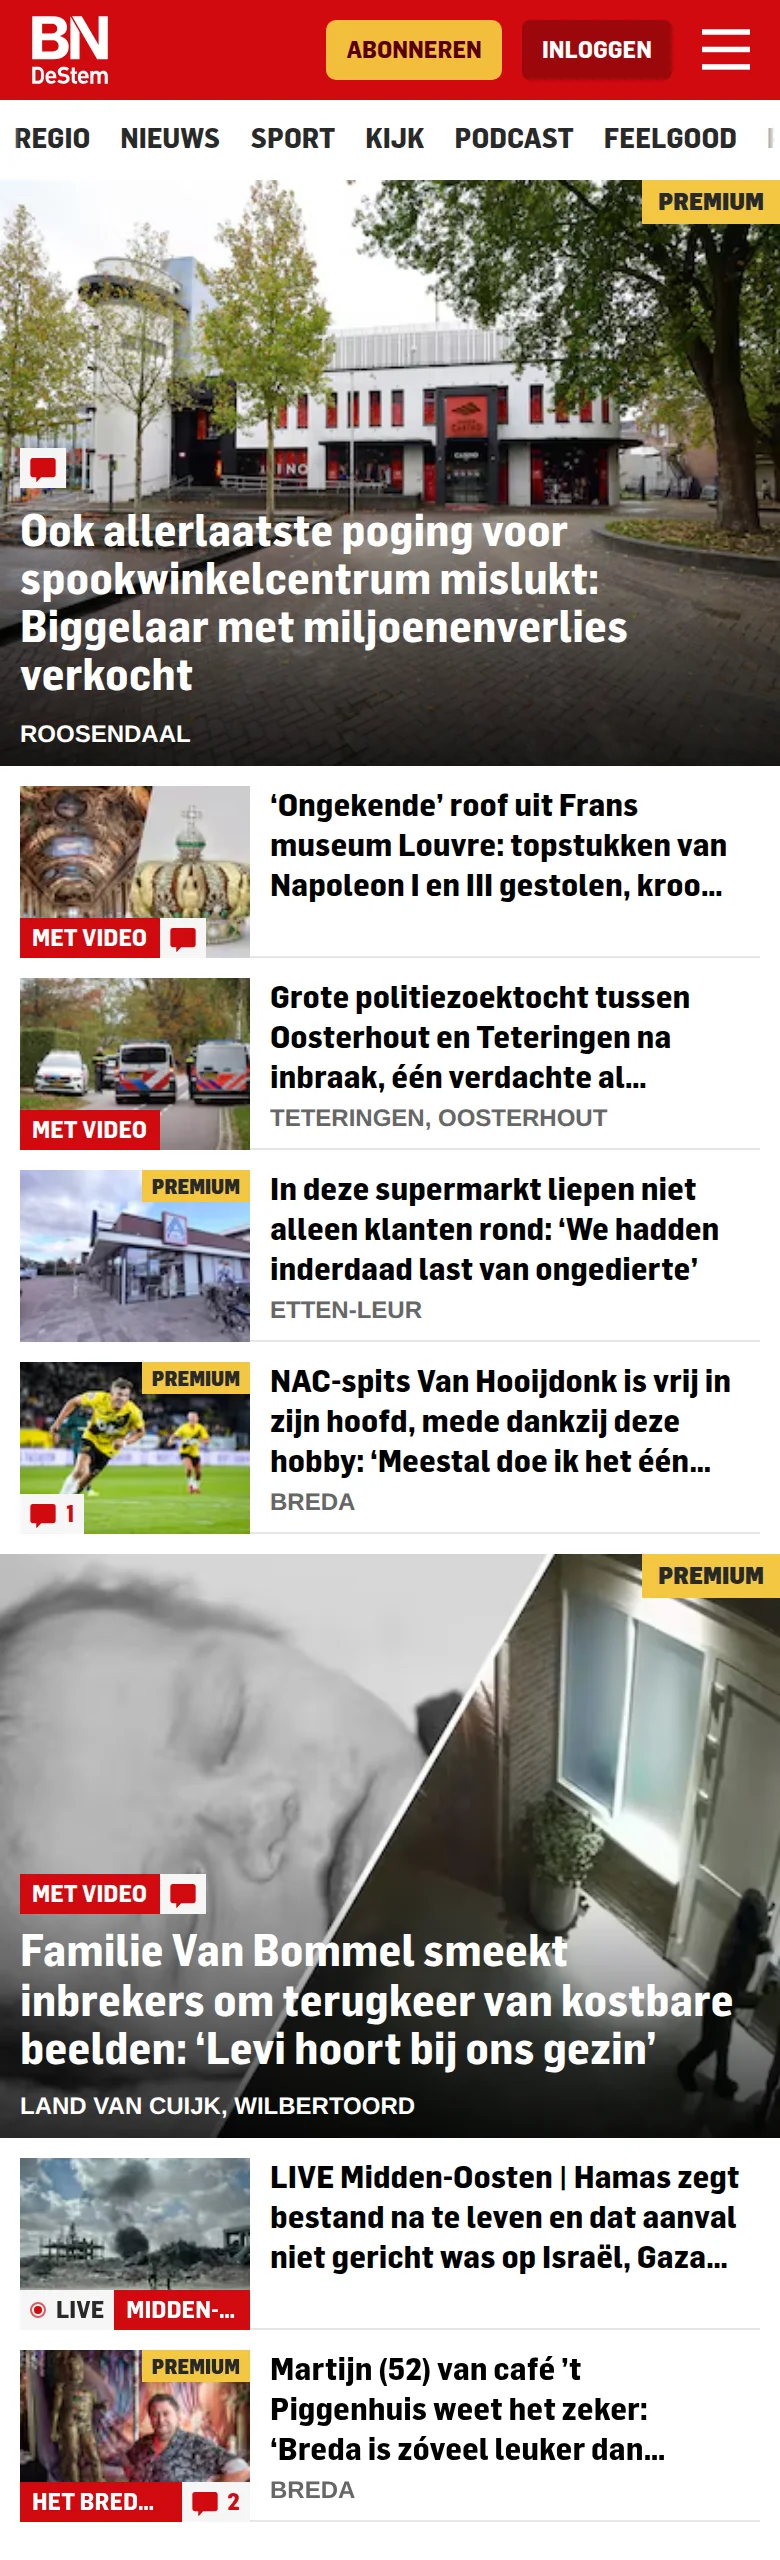 BN
DeStem
ABONNEREN
INLOGGEN
REGIO NIEUWS SPORT KIJK PODCAST FEELGOOD
PREMIUM
CASINO
Ook allerlaatste poging voor
spookwinkelcentrum mislukt:
Biggelaar met miljoenenverlies
verkocht
ROOSENDAAL
MET VIDEO
‘Ongekende’ roof uit Frans
museum Louvre: topstukken van
Napoleon I en III gestolen, kroo...
MET VIDEO
Grote politiezoektocht tussen
Oosterhout en Teteringen na
inbraak, één verdachte al...
TETERINGEN, OOSTERHOUT
PREMIUM
In deze supermarkt liepen niet
alleen klanten rond: ‘We hadden
inderdaad last van ongedierte’
ETTEN-LEUR
PREMIUM
1
NAC-spits Van Hooijdonk is vrij in
zijn hoofd, mede dankzij deze
hobby: ‘Meestal doe ik het één...
BREDA
PREMIUM
MET VIDEO
Familie Van Bommel smeekt
inbrekers om terugkeer van kostbare
beelden: ‘Levi hoort bij ons gezin’
LAND VAN CUIJK, WILBERTOORD
LIVE MIDDEN-...
LIVE Midden-Oosten | Hamas zegt
bestand na te leven en dat aanval
niet gericht was op Israël, Gaza...
PREMIUM
HET BRED... 2
Martijn (52) van café ’t
Piggenhuis weet het zeker:
‘Breda is zóveel leuker dan...
BREDA